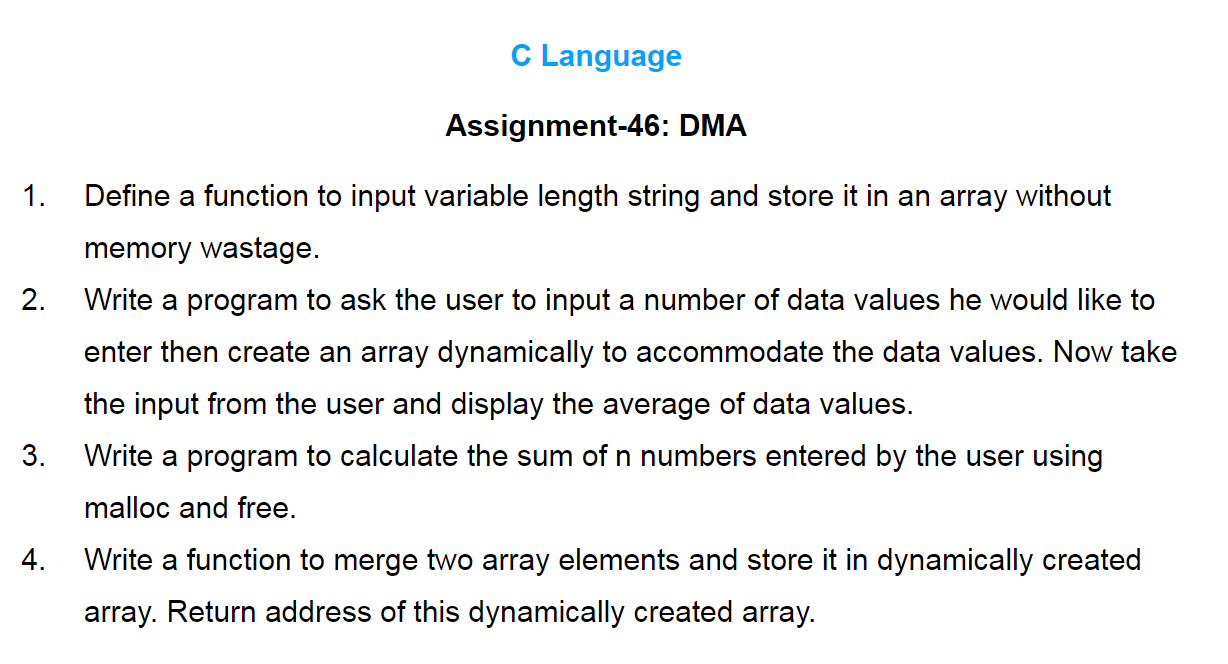 C Language
Assignment-46: DMA
1. Define a function to input variable length string and store it in an array without
memory wastage.
2. Write a program to ask the user to input a number of data values he would like to
enter then create an array dynamically to accommodate the data values. Now take
the input from the user and display the average of data values.
3. Write a program to calculate the sum of n numbers entered by the user using
malloc and free.
4. Write a function to merge two array elements and store it in dynamically created
array. Return address of this dynamically created array.